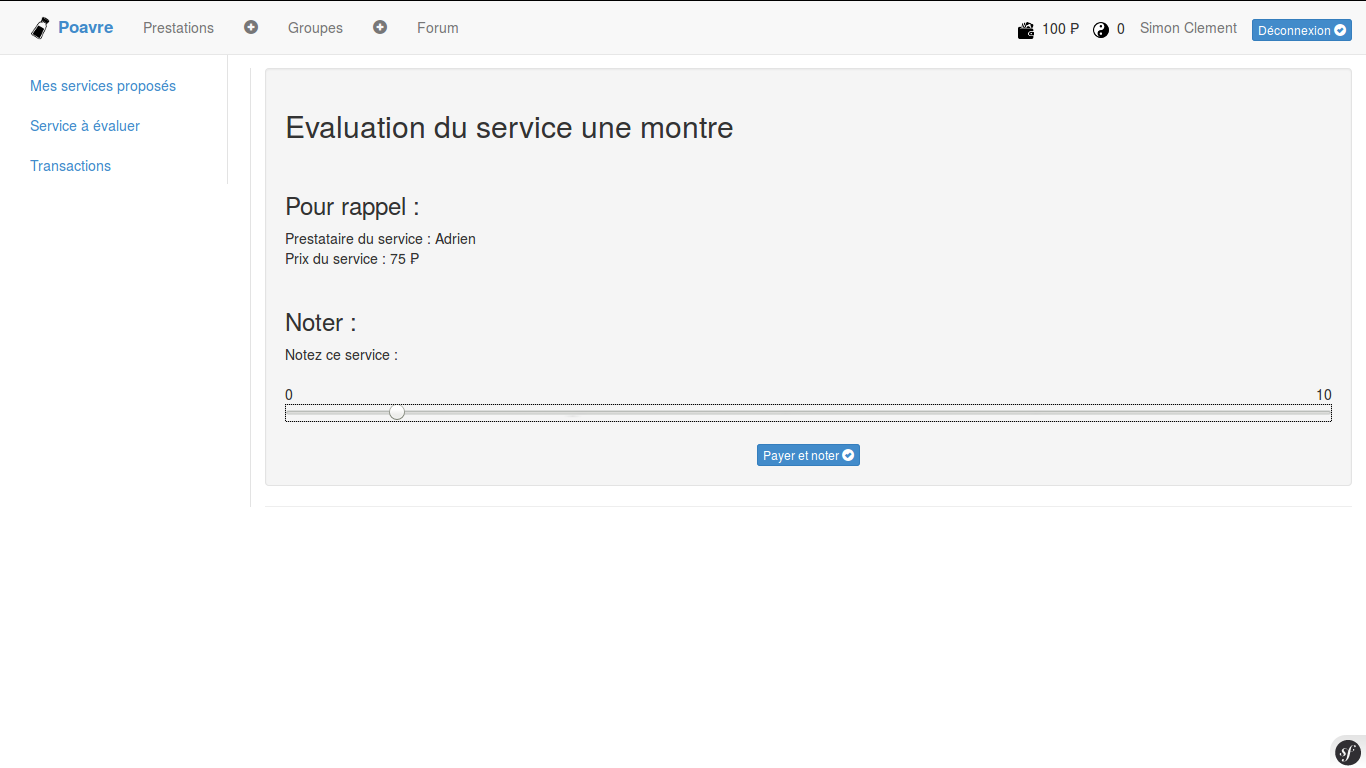 Poavre Prestations Groupes Forum 100 ₱ 0 Simon Clement Déconnexion
Mes services proposés
Service à évaluer
Transactions
Evaluation du service une montre
Pour rappel :
Prestataire du service : Adrien
Prix du service : 75 ₱
Noter :
Notez ce service :
0 10
Payer et noter
sf